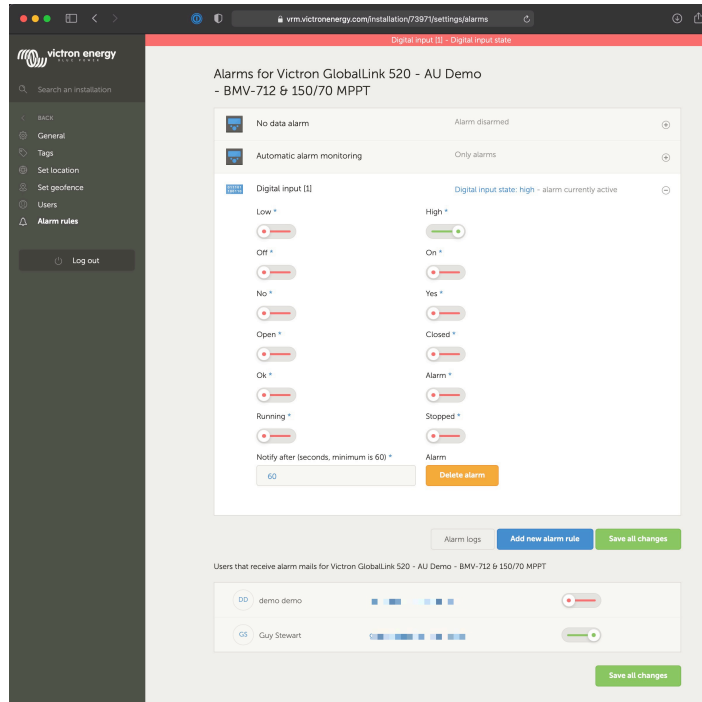 vrm.victronenergy.com/installation/73971/settings/alarms
Digital input [1] - Digital input state
victron energy
BLUE POWER
Search an installation
BACK
General
Tags
Set location
Set geofence
Users
Alarm rules
Log out
Alarms for Victron GlobalLink 520 - AU Demo
- BMV-712 & 150/70 MPPT
No data alarm Alarm disarmed
Automatic alarm monitoring Only alarms
Digital input [1] Digital input state: high - alarm currently active
Low * High *
Off * On *
No * Yes *
Open * Closed *
Ok * Alarm *
Running * Stopped *
Notify after (seconds, minimum is 60) * Alarm
60 Delete alarm
Alarm logs Add new alarm rule Save all changes
Users that receive alarm mails for Victron GlobalLink 520 - AU Demo - BMV-712 & 150/70 MPPT
DD demo demo
GS Guy Stewart
Save all changes